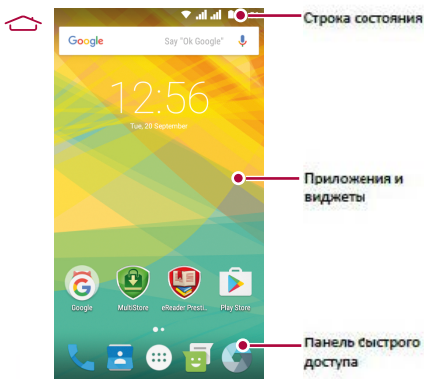 Строка состояния
Google Say "Ok Google"
12:56
Tue, 20 September
Приложения и
виджеты
Google MultiStore eReader Presti... Play Store
Панель быстрого
доступа